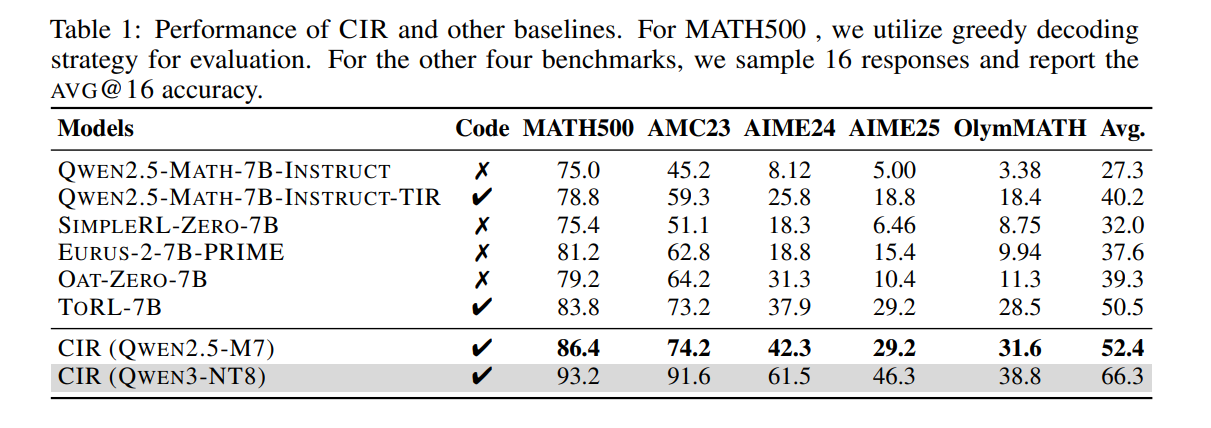 Table 1: Performance of CIR and other baselines. For MATH500 , we utilize greedy decoding
strategy for evaluation. For the other four benchmarks, we sample 16 responses and report the
AVG@16 accuracy.
Models Code MATH500 AMC23 AIME24 AIME25 OlymMATH Avg.
QWEN2.5-MATH-7B-INSTRUCT ✗ 75.0 45.2 8.12 5.00 3.38 27.3
QWEN2.5-MATH-7B-INSTRUCT-TIR ✔ 78.8 59.3 25.8 18.8 18.4 40.2
SIMPLERL-ZERO-7B ✗ 75.4 51.1 18.3 6.46 8.75 32.0
EURUS-2-7B-PRIME ✗ 81.2 62.8 18.8 15.4 9.94 37.6
OAT-ZERO-7B ✗ 79.2 64.2 31.3 10.4 11.3 39.3
TORL-7B ✔ 83.8 73.2 37.9 29.2 28.5 50.5
CIR (QWEN2.5-M7) ✔ 86.4 74.2 42.3 29.2 31.6 52.4
CIR (QWEN3-NT8) ✔ 93.2 91.6 61.5 46.3 38.8 66.3